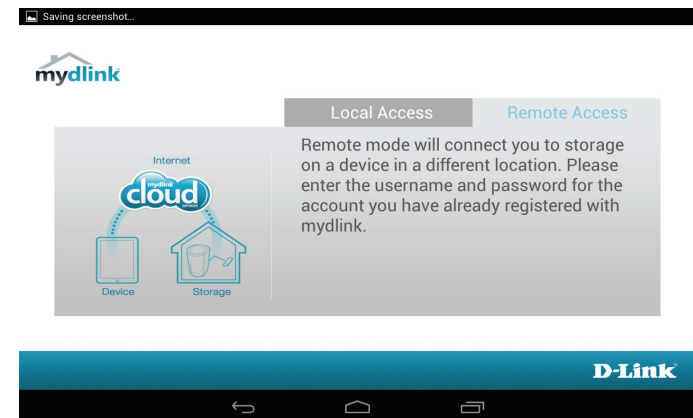 Saving screenshot...
mydlink
Local Access
Remote Access
Remote mode will connect you to storage
on a device in a different location. Please
enter the username and password for the
account you have already registered with
mydlink.
Internet
mydlink
cloud
Device
Storage
D-Link